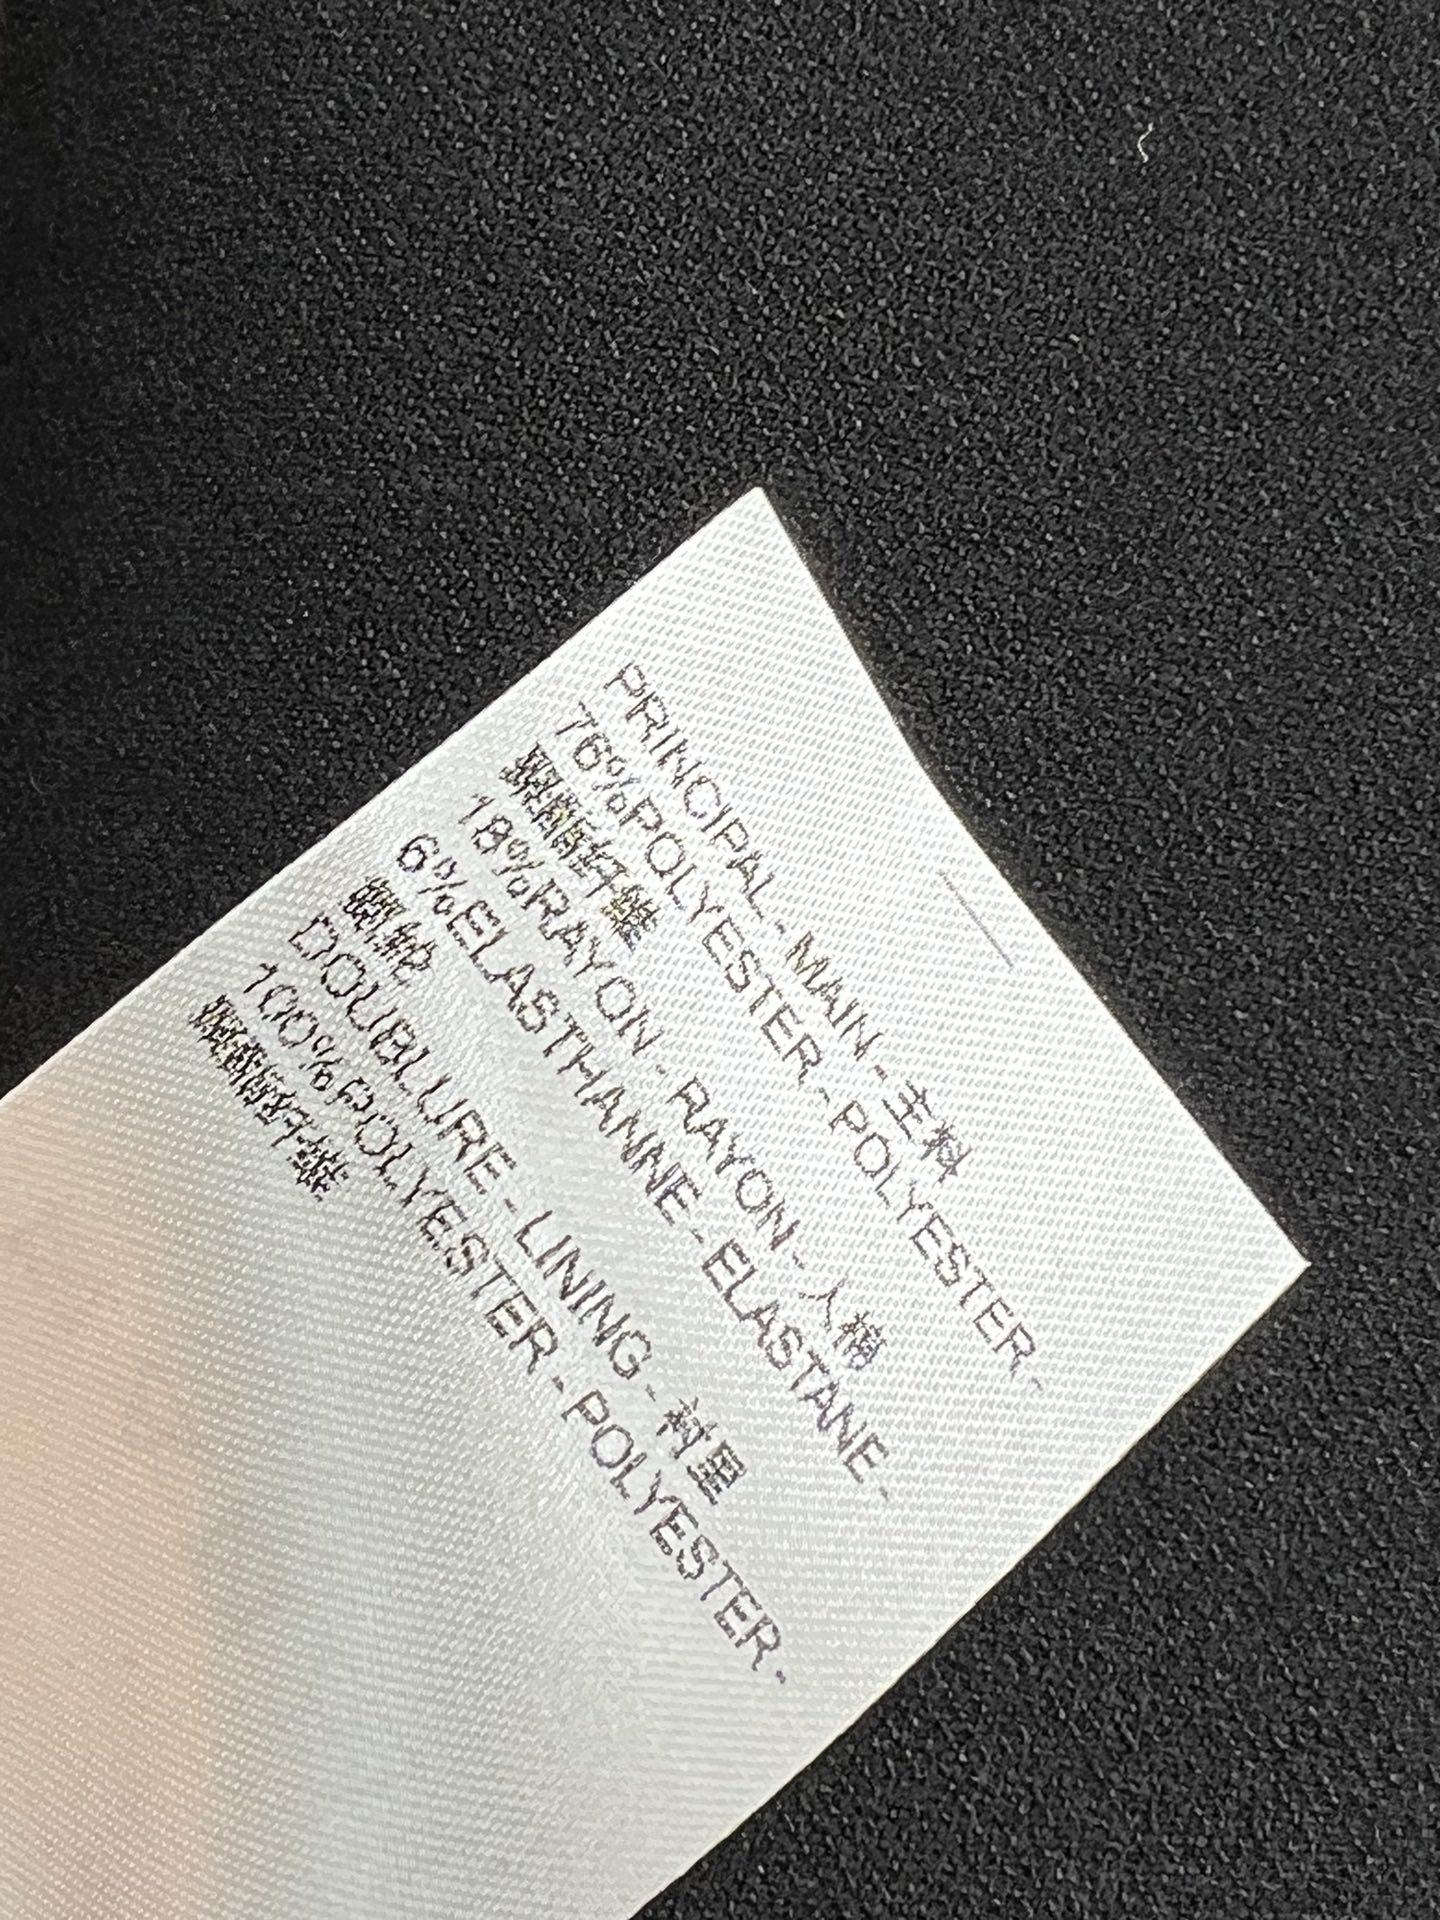 PRINCIPAL - MAIN - 主料
76%POLYESTER - POLYESTER -
聚酯纤维
18%RAYON - RAYON - 人棉
6%ELASTHANNE - ELASTANE -
氨纶
DOUBLURE - LINING - 衬里
100%POLYESTER - POLYESTER -
聚酯纤维